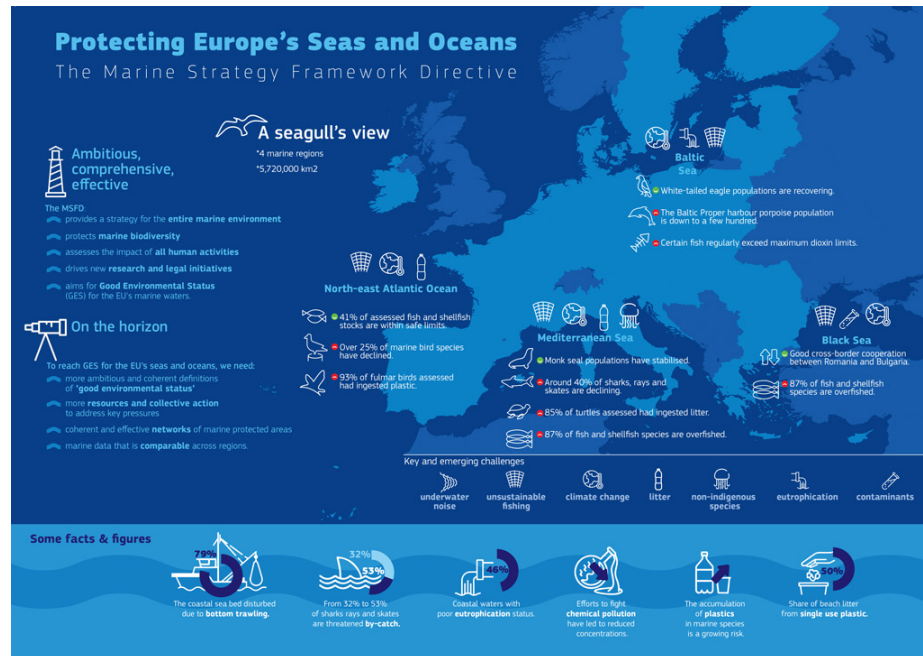 Protecting Europe's Seas and Oceans
The Marine Strategy Framework Directive
A seagull's view
*4 marine regions
*5,720,000 km2
Ambitious,
comprehensive,
effective
The MSFD:
provides a strategy for the entire marine environment
protects marine biodiversity
assesses the impact of all human activities
drives new research and legal initiatives
aims for Good Environmental Status
(GES) for the EU's marine waters.
On the horizon
To reach GES for the EU's seas and oceans, we need:
more ambitious and coherent definitions
of "good environmental status"
more resources and collective action
to address key pressures
coherent and effective networks of marine protected areas
marine data that is comparable across regions.
North-east Atlantic Ocean
41% of assessed fish and shellfish
stocks are within safe limits.
Over 25% of marine bird species
have declined.
93% of fulmar birds assessed
had ingested plastic.
Baltic
Sea
White-tailed eagle populations are recovering.
The Baltic Proper harbour porpoise population
is down to a few hundred.
Certain fish regularly exceed maximum dioxin limits.
Mediterranean Sea
Monk seal populations have stabilised.
Around 40% of sharks, rays and
skates are declining.
85% of turtles assessed had ingested litter.
87% of fish and shellfish species are overfished.
Black Sea
Good cross-border cooperation
between Romania and Bulgaria.
87% of fish and shellfish
species are overfished.
Key and emerging challenges
underwater
noise
unsustainable
fishing
climate change
litter
non-indigenous
species
eutrophication
contaminants
Some facts & figures
79%
The coastal sea bed disturbed
due to bottom trawling.
32%
53%
From 32% to 53%
of sharks rays and skates
are threatened by-catch.
46%
Coastal waters with
poor eutrophication status.
Efforts to fight
chemical pollution
have led to reduced
concentrations.
The accumulation
of plastics
in marine species
is a growing risk.
50%
Share of beach litter
from single use plastic.